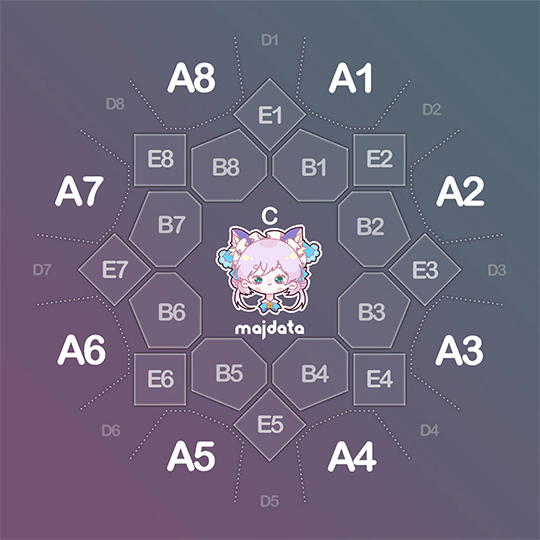 D1
A8 A1
D8 E1 D2
E8 B8 B1 E2
A7 A2
B7 C B2
D7 E7 E3 D3
B6 majdata B3
A6 A3
E6 B5 B4 E4
D6 E5 D4
A5 A4
D5